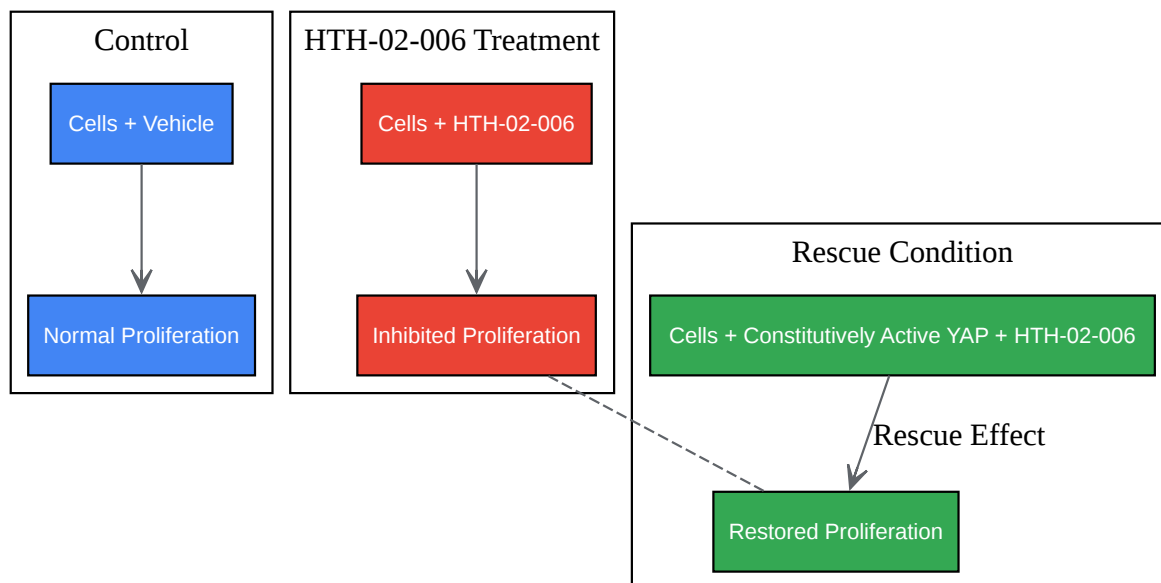 Control
Cells + Vehicle
Normal Proliferation
HTH-02-006 Treatment
Cells + HTH-02-006
Inhibited Proliferation
Rescue Condition
Cells + Constitutively Active YAP + HTH-02-006
Rescue Effect
Restored Proliferation